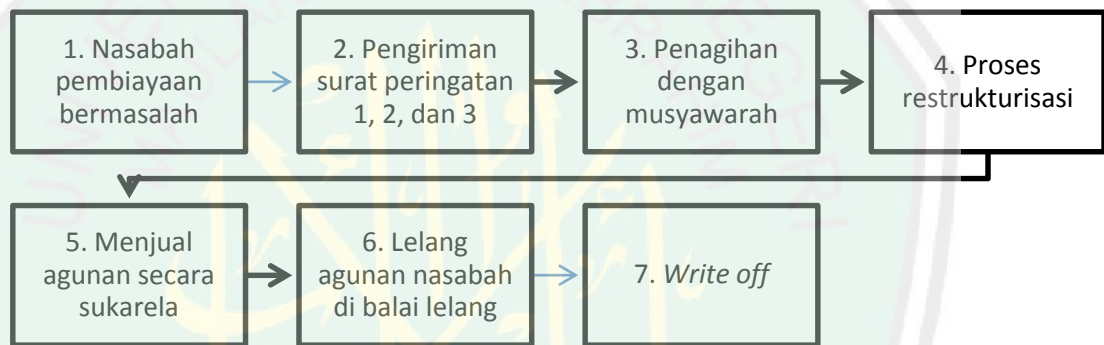 1. Nasabah
pembiayaan
bermasalah
2. Pengiriman
surat peringatan
1, 2, dan 3
3. Penagihan
dengan
musyawarah
4. Proses
restrukturisasi
5. Menjual
agunan secara
sukarela
6. Lelang
agunan nasabah
di balai lelang
7. Write off